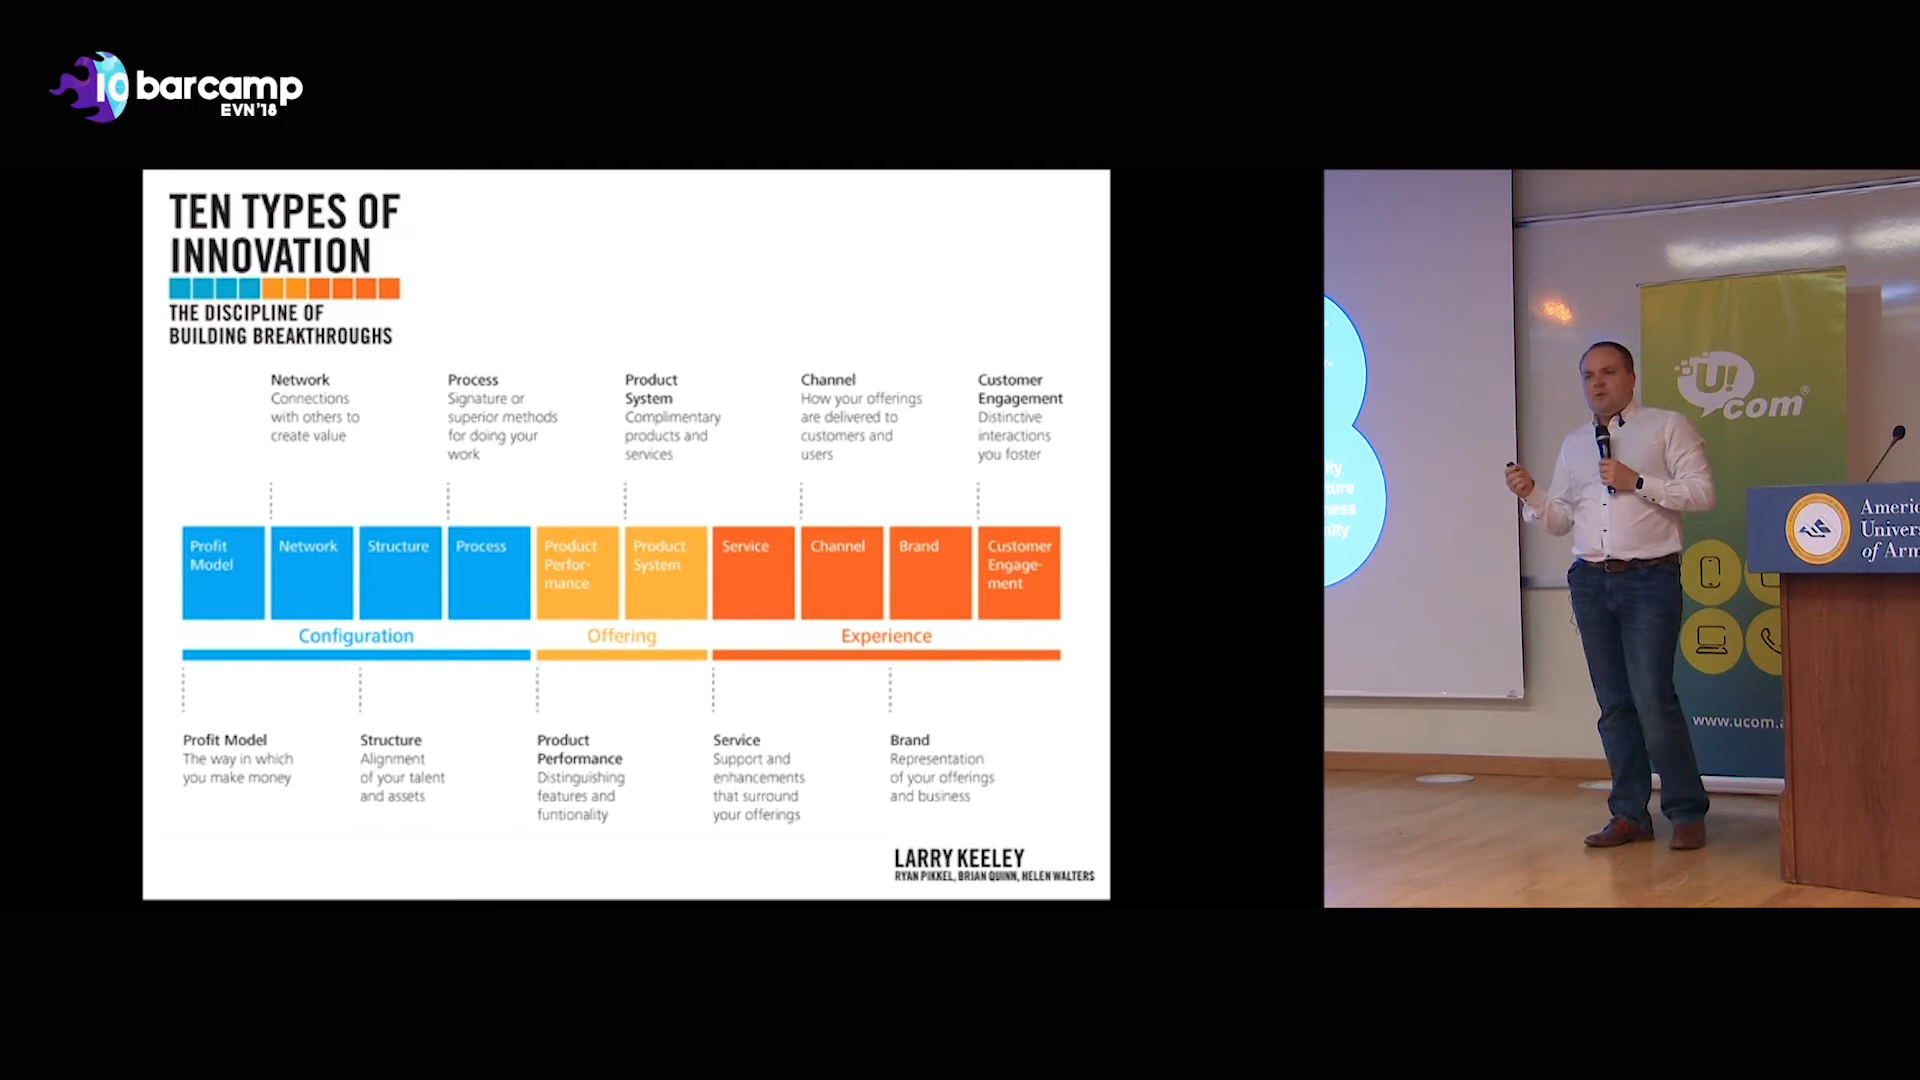 10 barcamp
EVN'18
TEN TYPES OF
INNOVATION
THE DISCIPLINE OF
BUILDING BREAKTHROUGHS
Network
Connections
with others to
create value
Process
Signature or
superior methods
for doing your
work
Product
System
Complimentary
products and
services
Channel
How your offerings
are delivered to
customers and
users
Customer
Engagement
Distinctive
interactions
you foster
Profit
Model
Network
Structure
Process
Product
Perfor-
mance
Product
System
Service
Channel
Brand
Customer
Engage-
ment
Configuration
Offering
Experience
Profit Model
The way in which
you make money
Structure
Alignment
of your talent
and assets
Product
Performance
Distinguishing
features and
funtionality
Service
Support and
enhancements
that surround
your offerings
Brand
Representation
of your offerings
and business
LARRY KEELEY
RYAN PIKKEL, BRIAN QUINN, HELEN WALTERS
U!
com
www.ucom.
Americ
Univers
of Arm